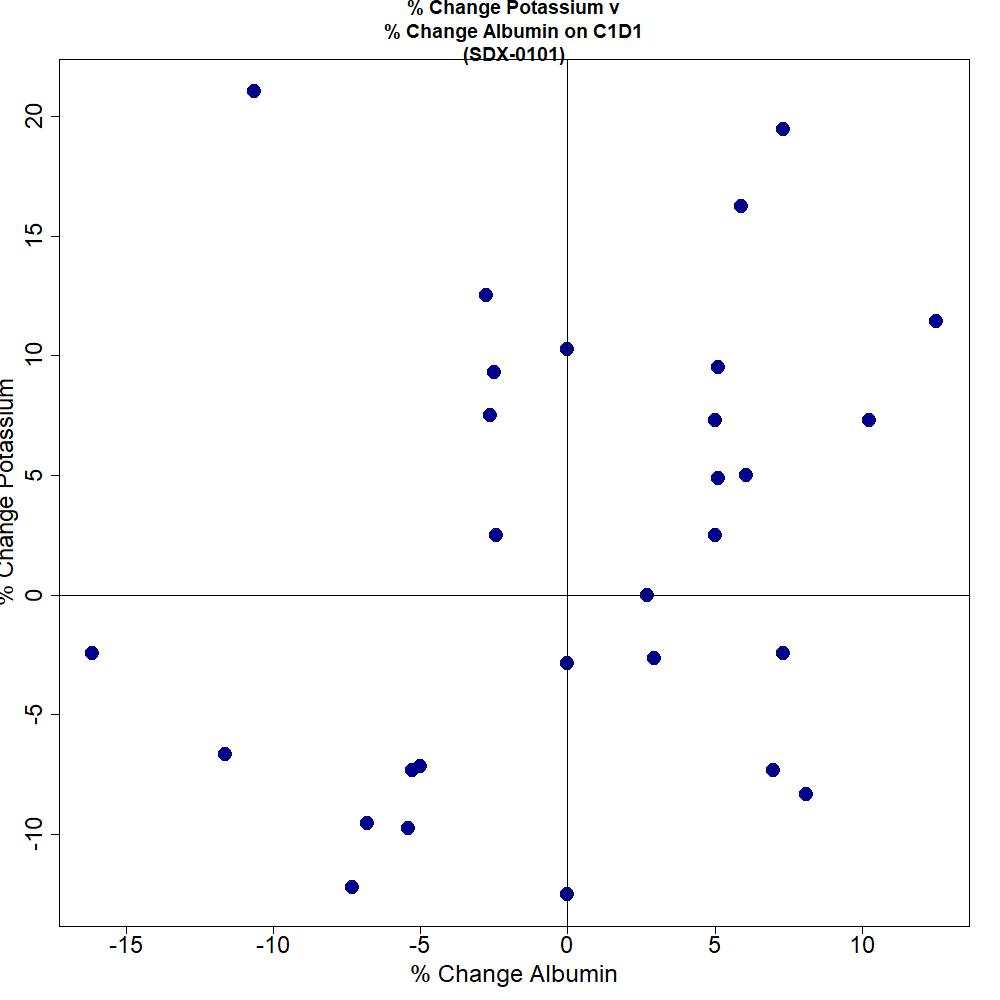 % Change Potassium v
% Change Albumin on C1D1
(SDX-0101)
% Change Potassium
20
15
10
5
0
-5
-10
-15
-10
-5
0
5
10
% Change Albumin